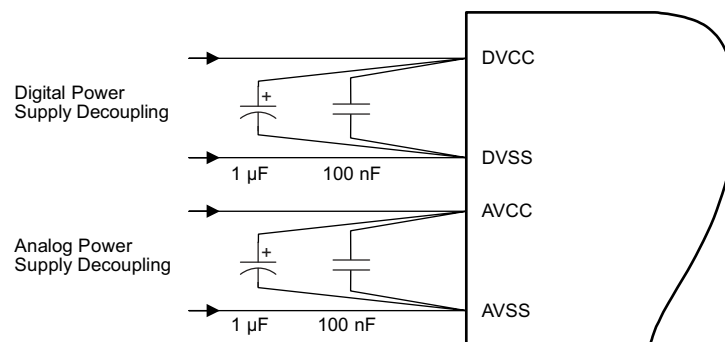 DVCC
Digital Power
Supply Decoupling
+
DVSS
1 µF
100 nF
AVCC
Analog Power
Supply Decoupling
+
AVSS
1 µF
100 nF